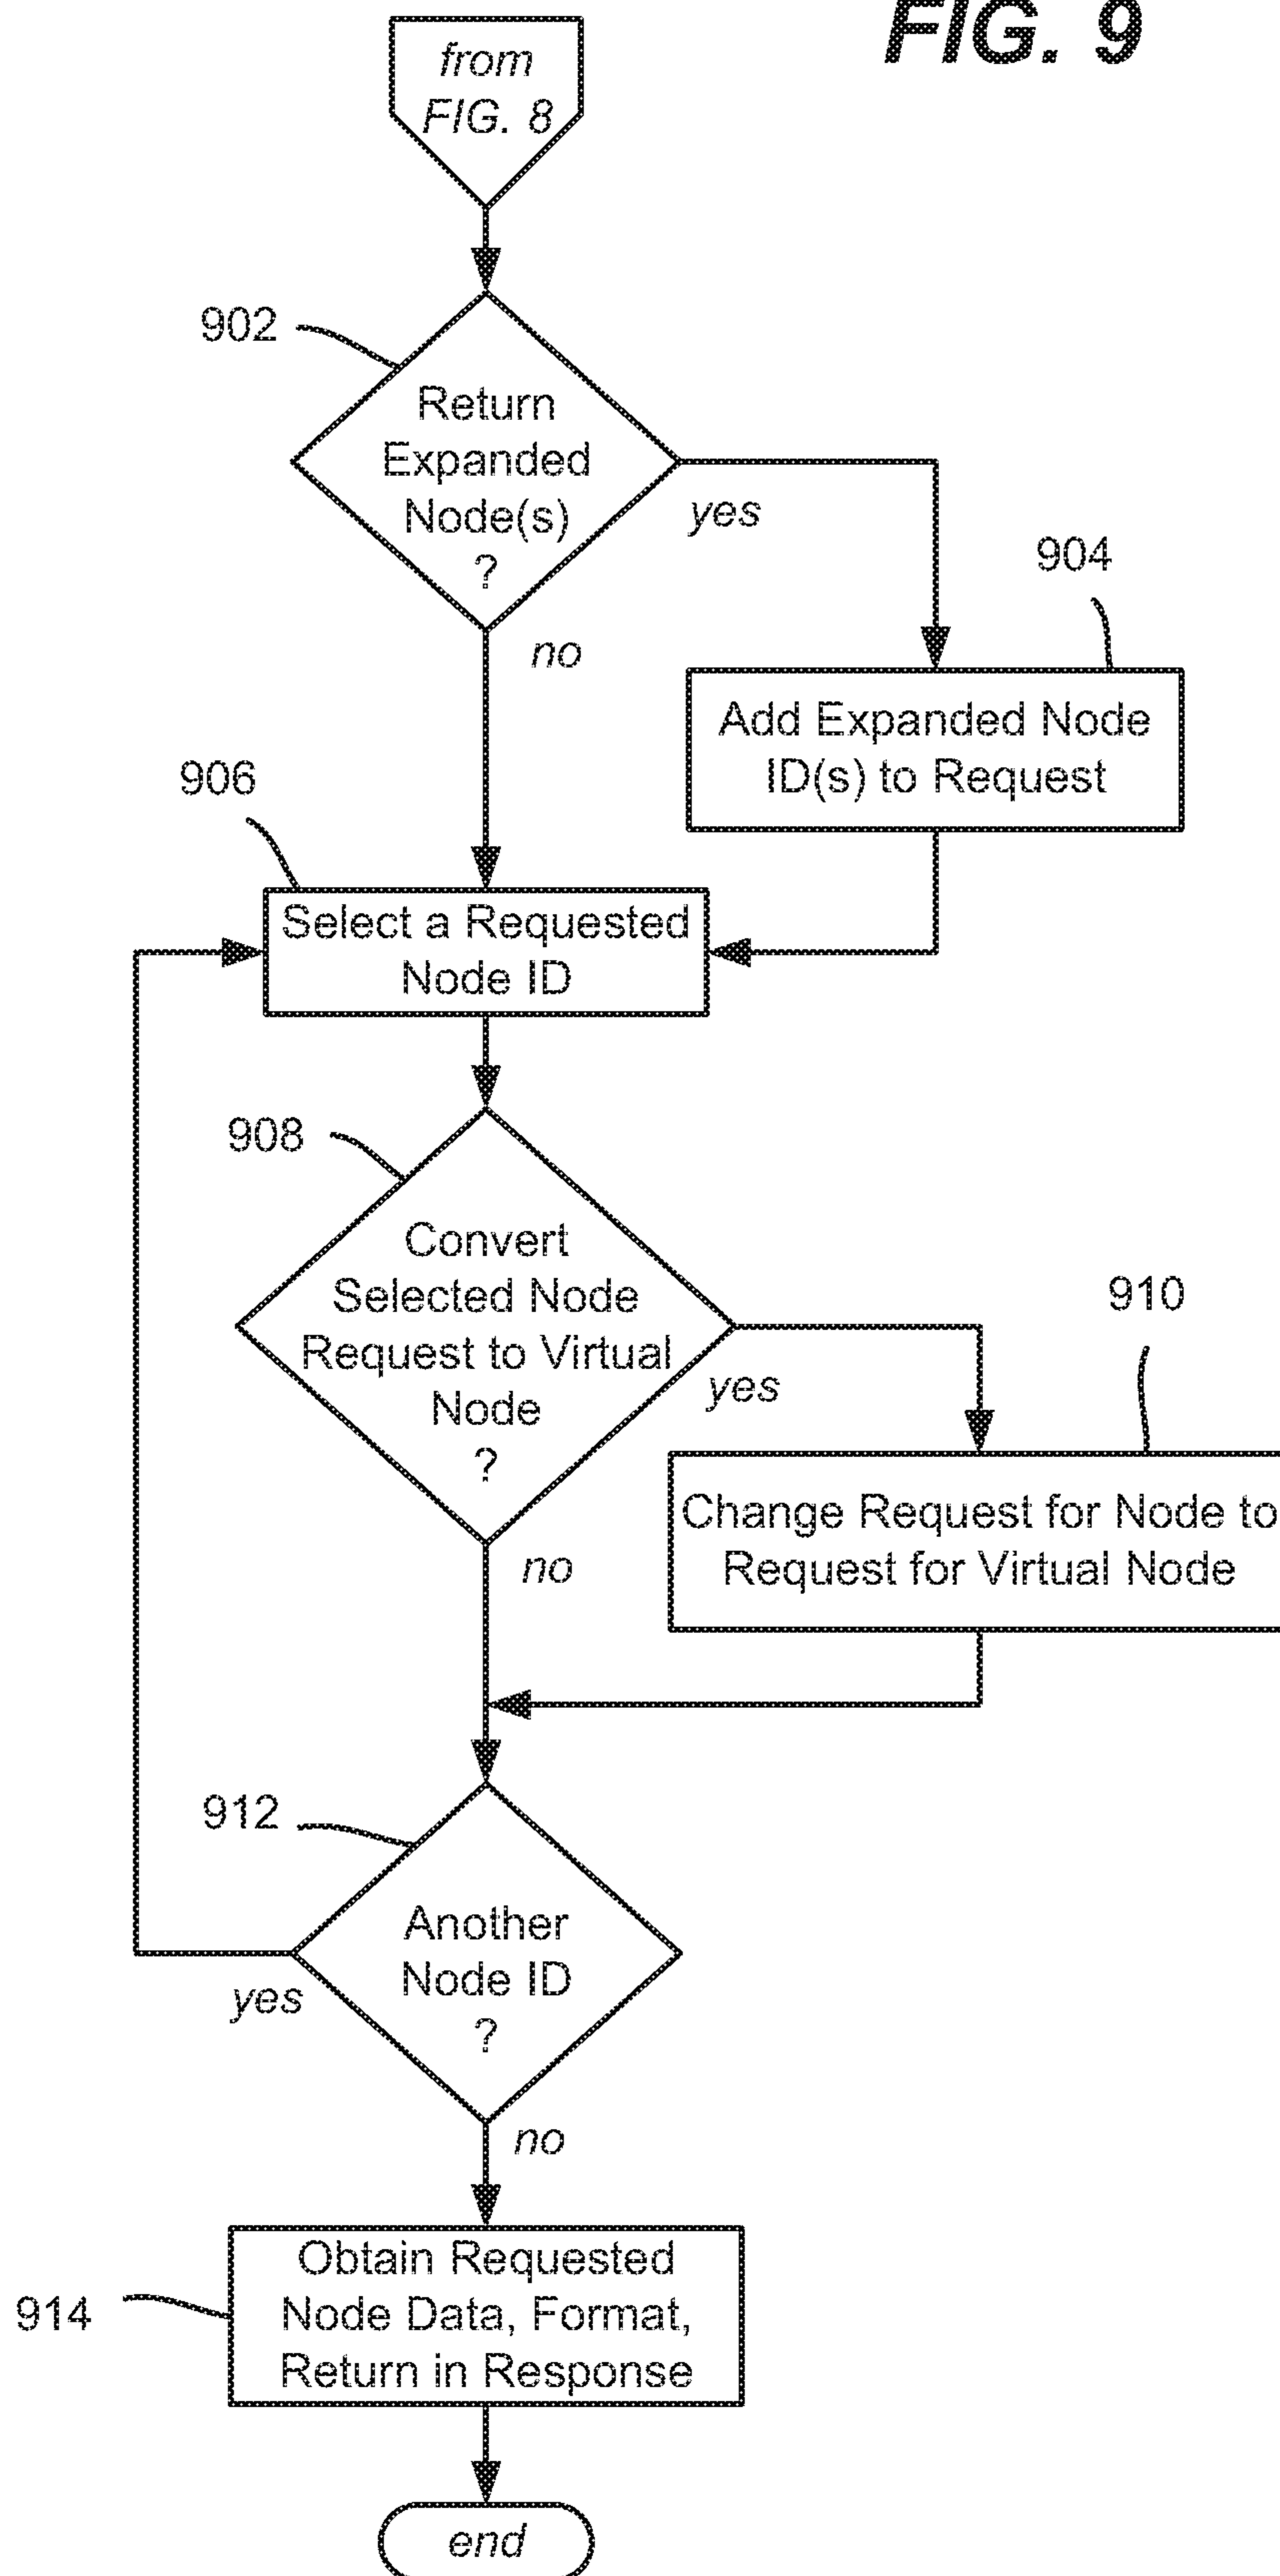 FIG. 9
from
FIG. 8
902
Return
Expanded
Node(s)
?
yes
no
904
Add Expanded Node
ID(s) to Request
906
Select a Requested
Node ID
908
Convert
Selected Node
Request to Virtual
Node
?
yes
no
910
Change Request for Node to
Request for Virtual Node
912
Another
Node ID
?
yes
no
914
Obtain Requested
Node Data, Format,
Return in Response
end